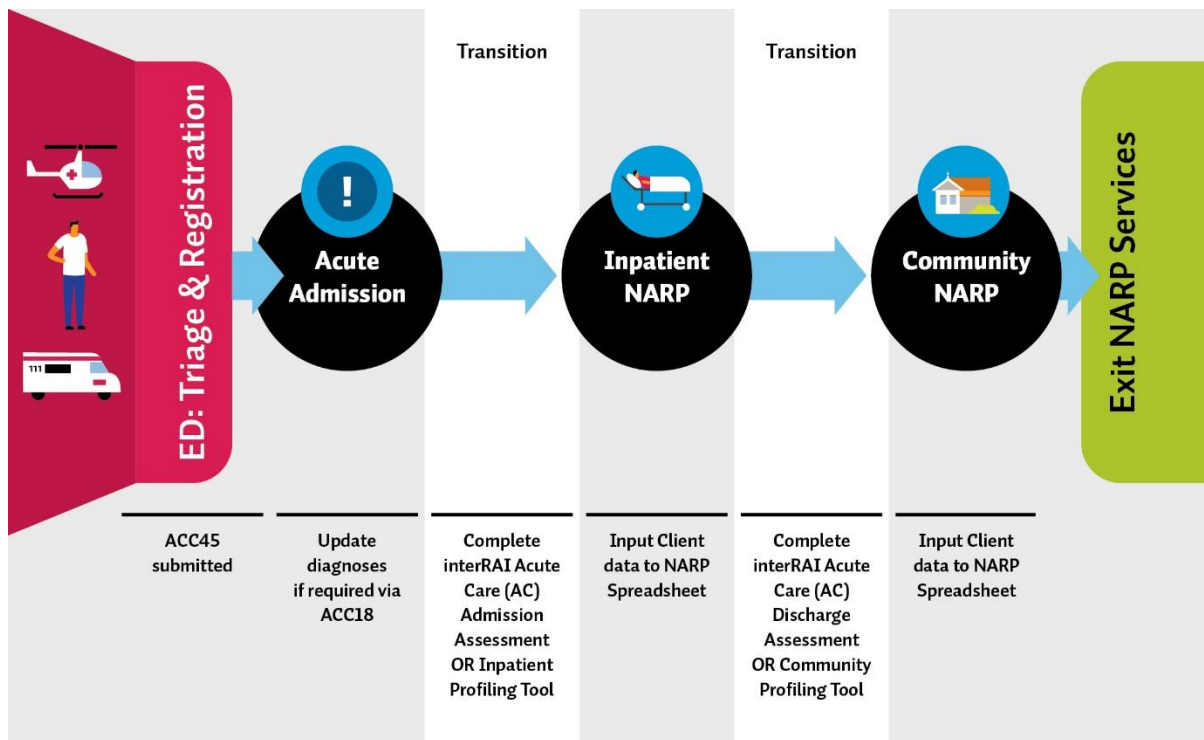 Transition
Transition
111
ED: Triage & Registration
!
Acute
Admission
Inpatient
NARP
Community
NARP
Exit NARP Services
ACC45
submitted
Update
diagnoses
if required via
ACC18
Complete
interRAI Acute
Care (AC)
Admission
Assessment
OR Inpatient
Profiling Tool
Input Client
data to NARP
Spreadsheet
Complete
interRAI Acute
Care (AC)
Discharge
Assessment
OR Community
Profiling Tool
Input Client
data to NARP
Spreadsheet